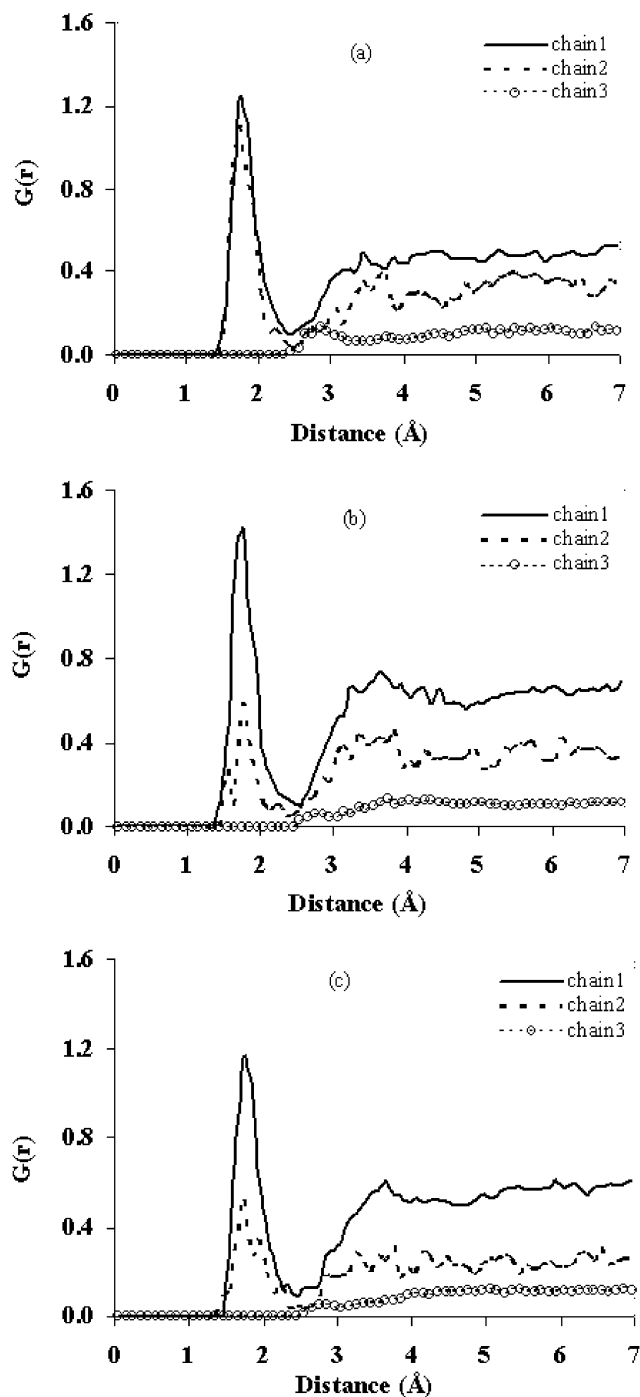 1.6
(a)
chain1
chain2
chain3
1.2
0.8
0.4
0.0
G(r)
0 1 2 3 4 5 6 7
Distance (Å)
1.6
(b)
chain1
chain2
chain3
1.2
0.8
0.4
0.0
G(r)
0 1 2 3 4 5 6 7
Distance (Å)
1.6
(c)
chain1
chain2
chain3
1.2
0.8
0.4
0.0
G(r)
0 1 2 3 4 5 6 7
Distance (Å)